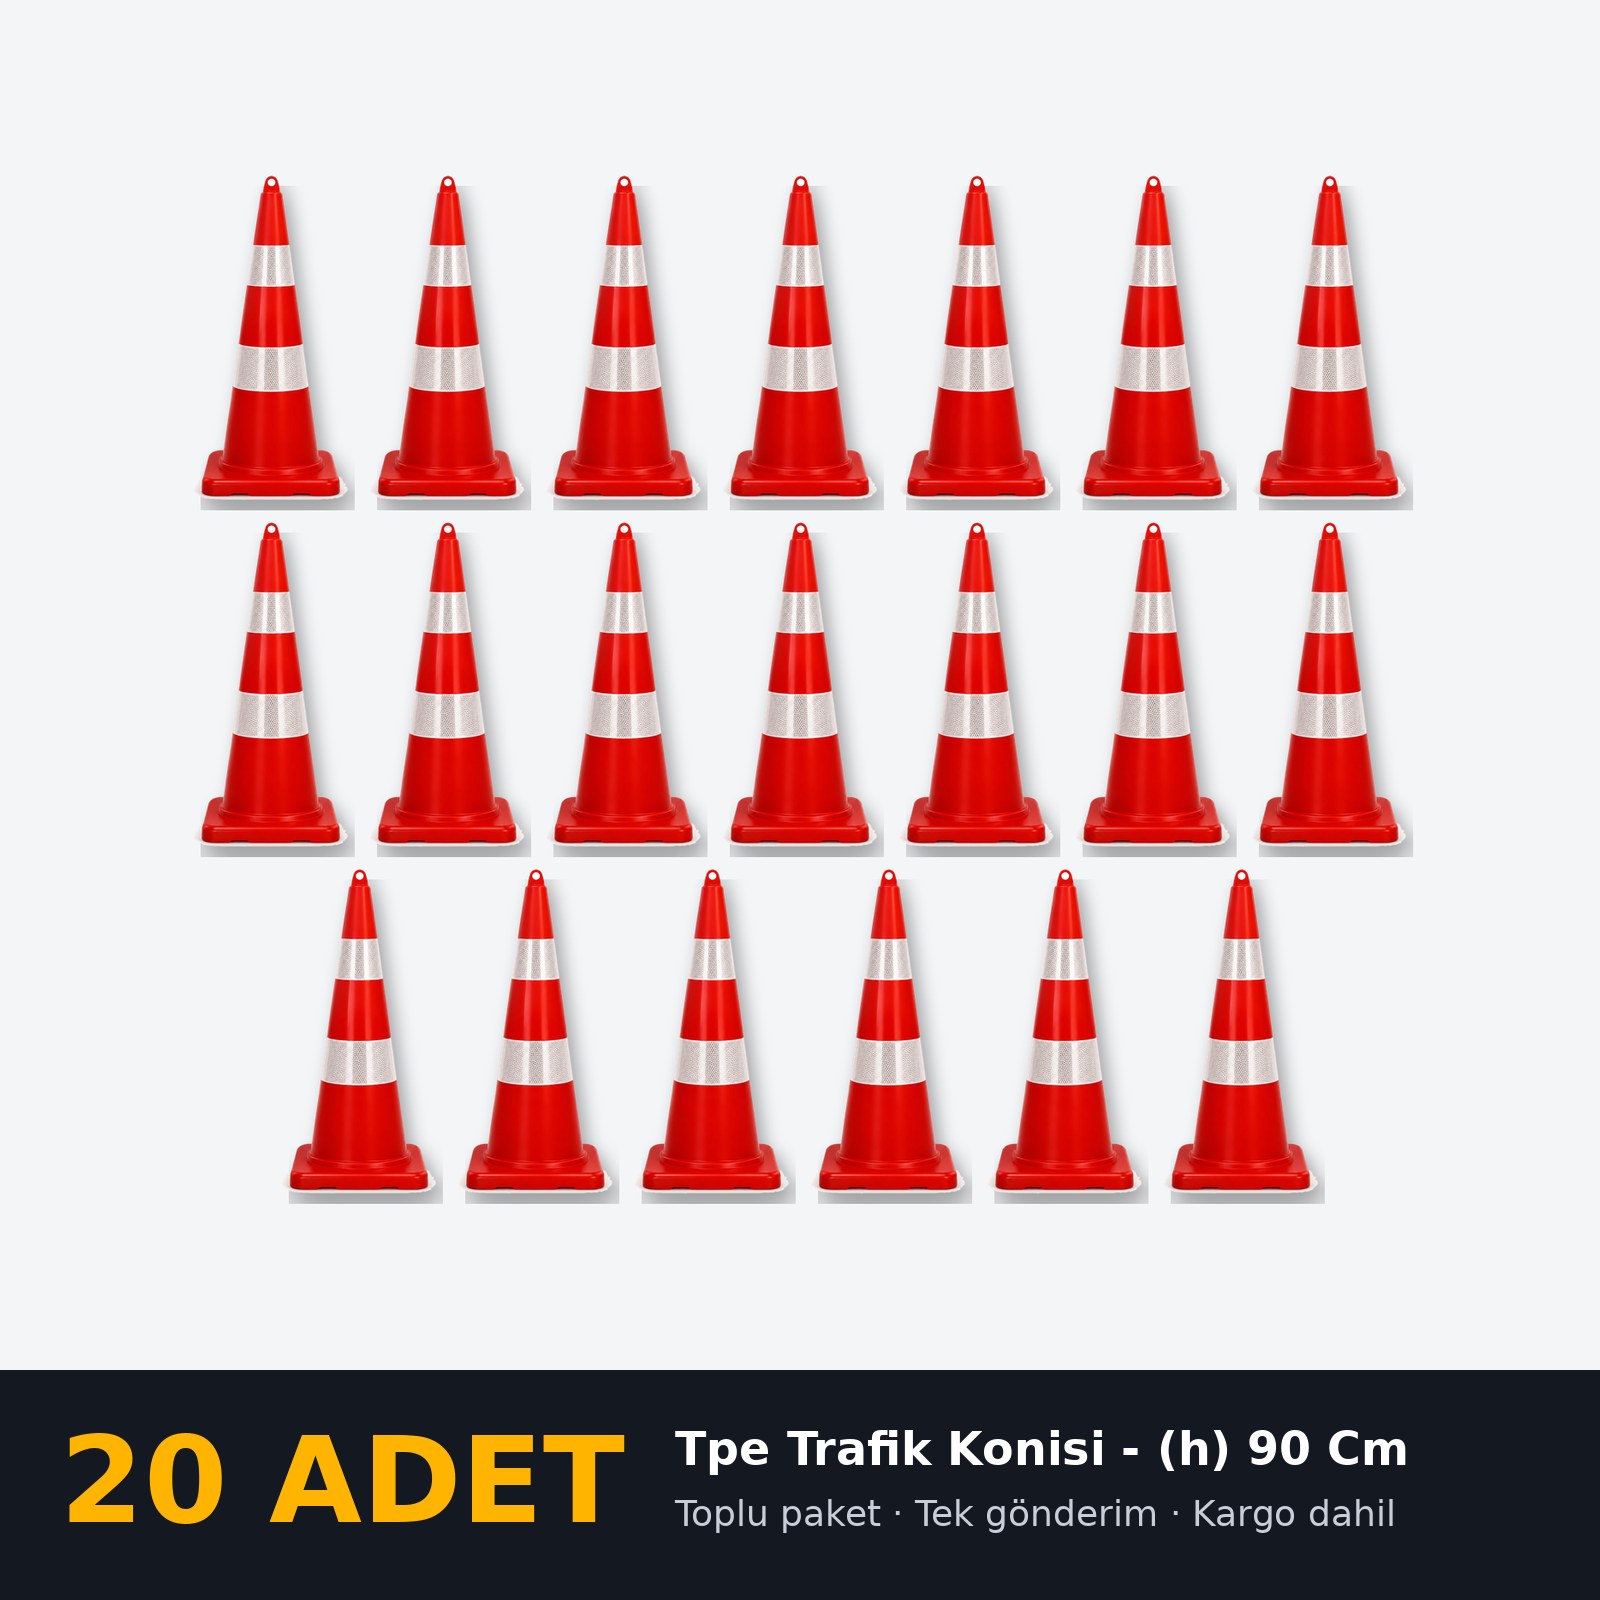 20 ADET
Tpe Trafik Konisi - (h) 90 Cm
Toplu paket · Tek gönderim · Kargo dahil